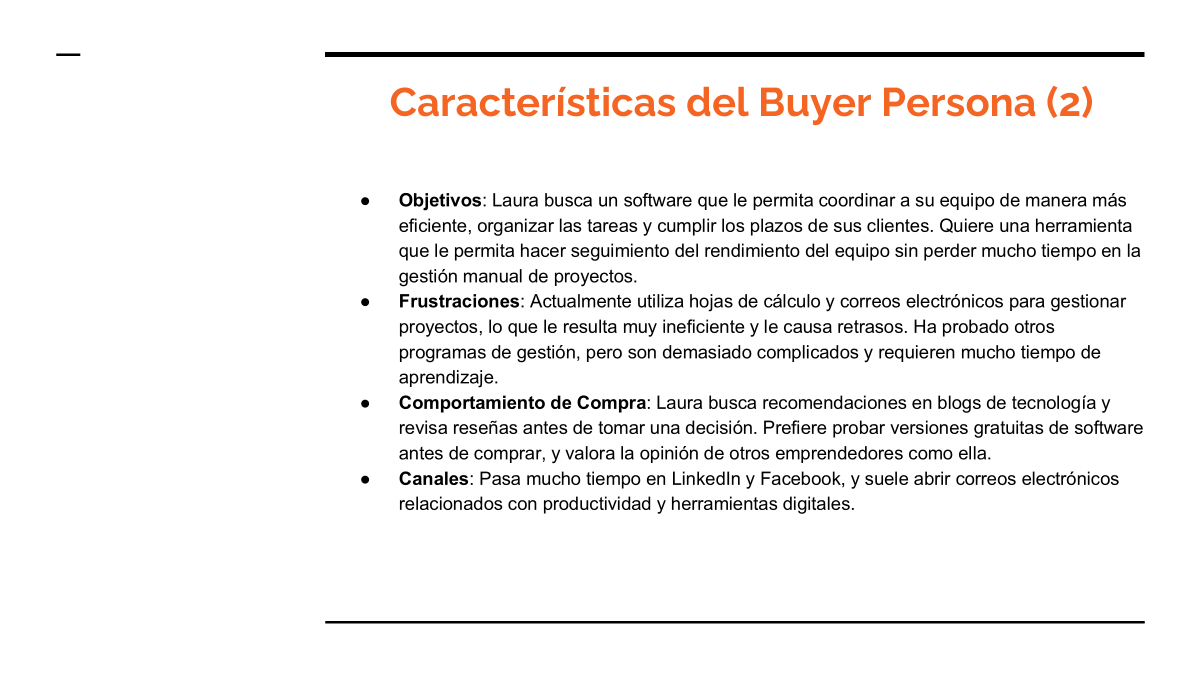 Características del Buyer Persona (2)
● Objetivos: Laura busca un software que le permita coordinar a su equipo de manera más
eficiente, organizar las tareas y cumplir los plazos de sus clientes. Quiere una herramienta
que le permita hacer seguimiento del rendimiento del equipo sin perder mucho tiempo en la
gestión manual de proyectos.
● Frustraciones: Actualmente utiliza hojas de cálculo y correos electrónicos para gestionar
proyectos, lo que le resulta muy ineficiente y le causa retrasos. Ha probado otros
programas de gestión, pero son demasiado complicados y requieren mucho tiempo de
aprendizaje.
● Comportamiento de Compra: Laura busca recomendaciones en blogs de tecnología y
revisa reseñas antes de tomar una decisión. Prefiere probar versiones gratuitas de software
antes de comprar, y valora la opinión de otros emprendedores como ella.
● Canales: Pasa mucho tiempo en LinkedIn y Facebook, y suele abrir correos electrónicos
relacionados con productividad y herramientas digitales.